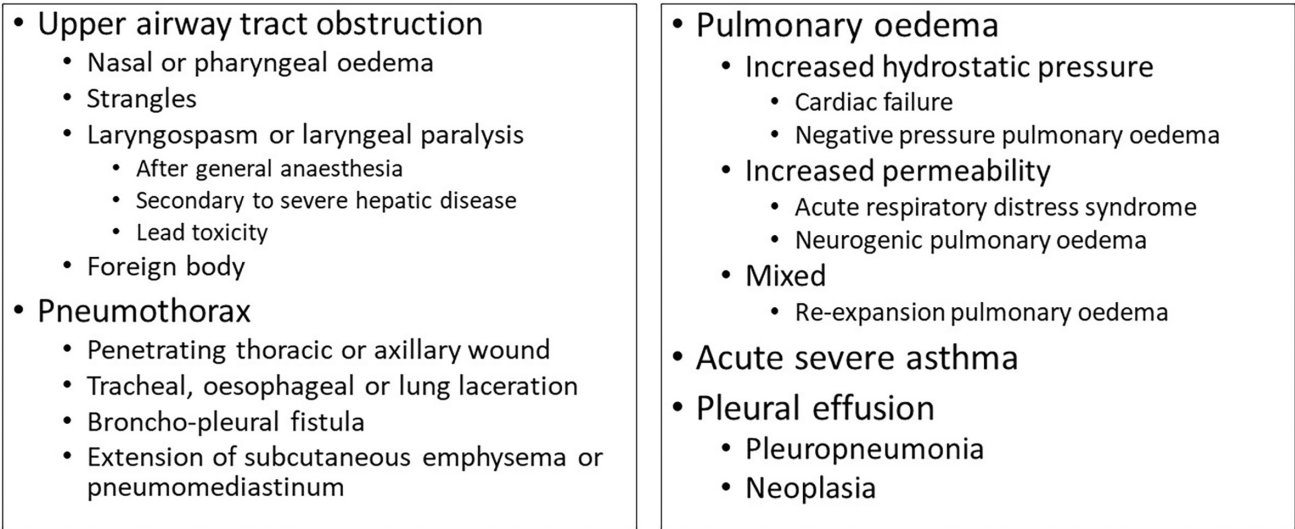 • Upper airway tract obstruction
• Nasal or pharyngeal oedema
• Strangles
• Laryngospasm or laryngeal paralysis
• After general anaesthesia
• Secondary to severe hepatic disease
• Lead toxicity
• Foreign body
• Pneumothorax
• Penetrating thoracic or axillary wound
• Tracheal, oesophageal or lung laceration
• Broncho-pleural fistula
• Extension of subcutaneous emphysema or
pneumomediastinum
• Pulmonary oedema
• Increased hydrostatic pressure
• Cardiac failure
• Negative pressure pulmonary oedema
• Increased permeability
• Acute respiratory distress syndrome
• Neurogenic pulmonary oedema
• Mixed
• Re-expansion pulmonary oedema
• Acute severe asthma
• Pleural effusion
• Pleuropneumonia
• Neoplasia